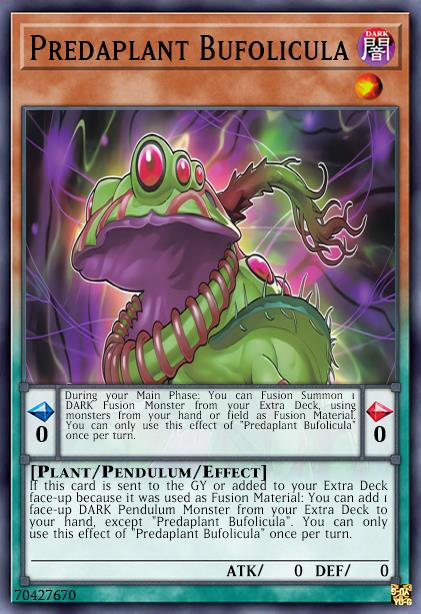 Predaplant Bufolicula
DARK
闇
During your Main Phase: You can Fusion Summon 1
DARK Fusion Monster from your Extra Deck, using
monsters from your hand or field as Fusion Material.
You can only use this effect of "Predaplant Bufolicula"
once per turn.
0
0
[Plant/Pendulum/Effect]
If this card is sent to the GY or added to your Extra Deck
face-up because it was used as Fusion Material: You can add 1
face-up DARK Pendulum Monster from your Extra Deck to
your hand, except "Predaplant Bufolicula". You can only
use this effect of "Predaplant Bufolicula" once per turn.
ATK/ 0 DEF/ 0
70427670